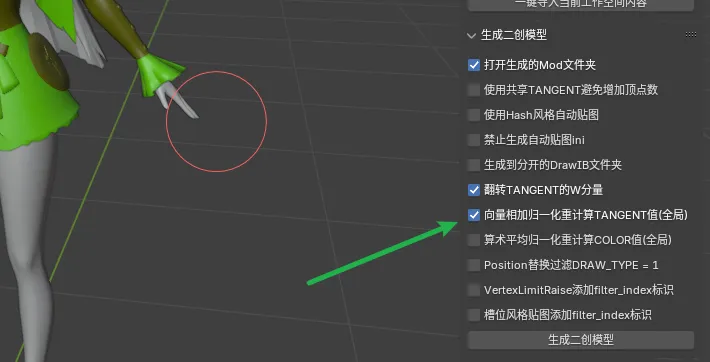 一键导入当前工作空间内容
生成二创模型
打开生成的Mod文件夹
使用共享TANGENT避免增加顶点数
使用Hash风格自动贴图
禁止生成自动贴图Ini
生成到分开的DrawIB文件夹
翻转TANGENT的W分量
向量相加归一化重计算TANGENT值(全局)
算术平均归一化重计算COLOR值(全局)
Position替换过滤DRAW_TYPE = 1
VertexLimitRaise添加filter_index标识
槽位风格贴图添加filter_index标识
生成二创模型